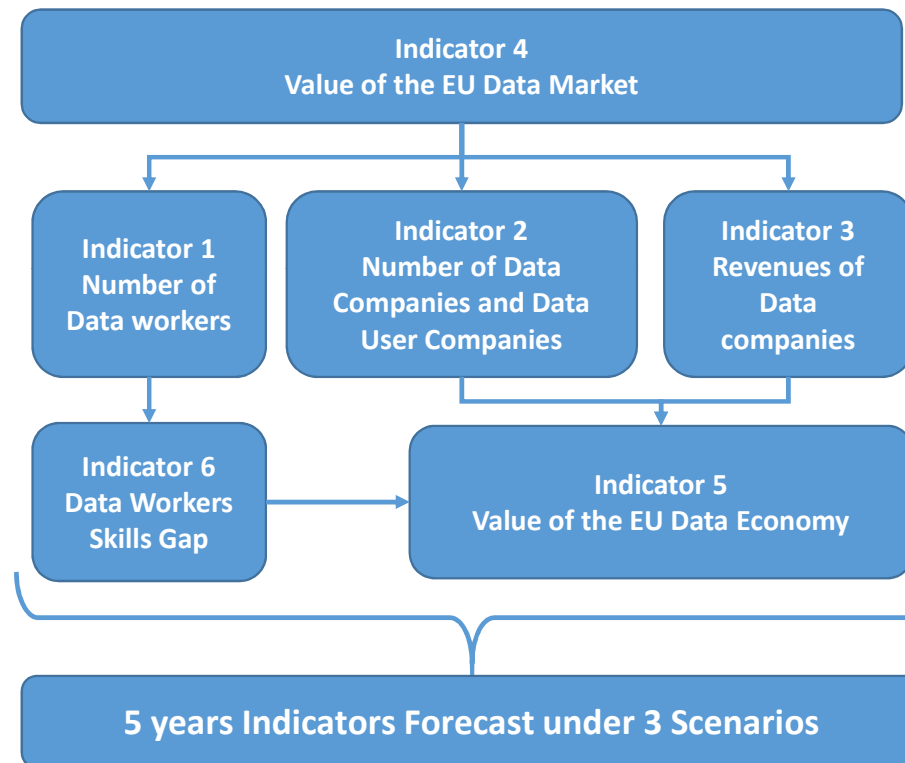 Indicator 4
Value of the EU Data Market
Indicator 1
Number of
Data workers
Indicator 2
Number of Data
Companies and Data
User Companies
Indicator 3
Revenues of
Data
companies
Indicator 6
Data Workers
Skills Gap
Indicator 5
Value of the EU Data Economy
5 years Indicators Forecast under 3 Scenarios